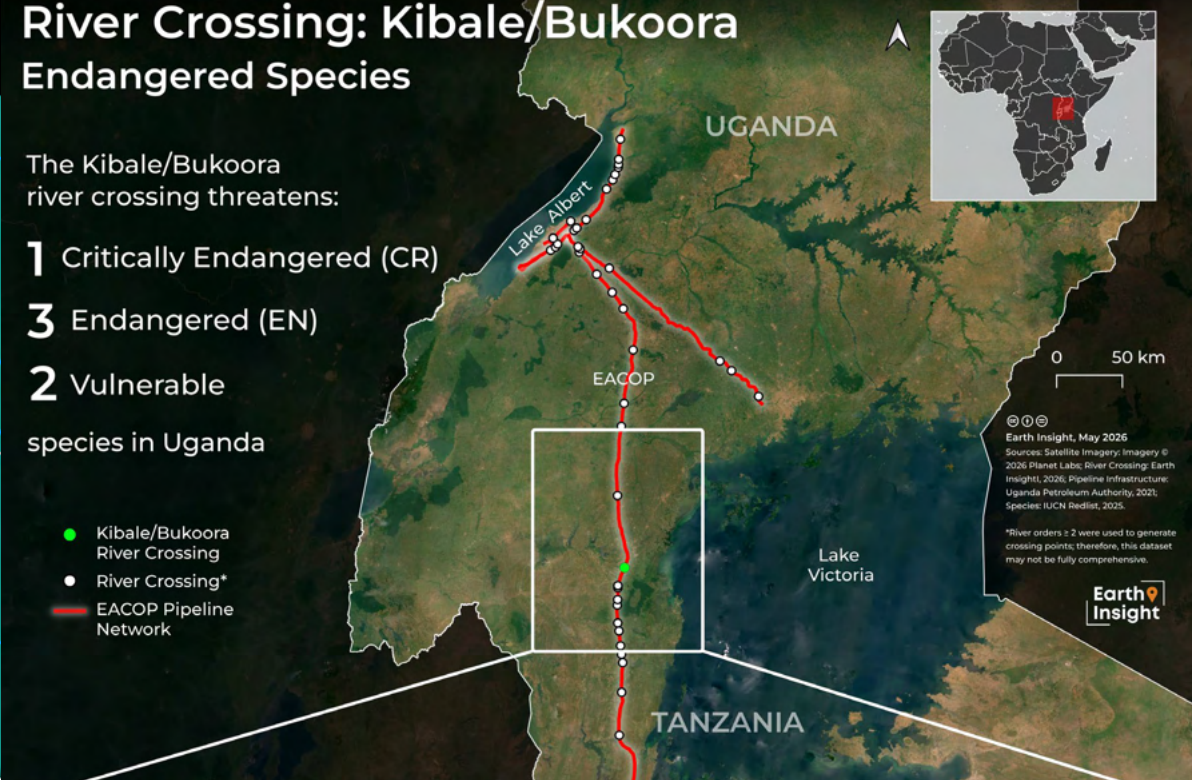 River Crossing: Kibale/Bukoora
Endangered Species
The Kibale/Bukoora
river crossing threatens:
1 Critically Endangered (CR)
3 Endangered (EN)
2 Vulnerable
species in Uganda
Kibale/Bukoora
River Crossing
River Crossing*
EACOP Pipeline
Network
UGANDA
Lake Albert
EACOP
Lake
Victoria
TANZANIA
0 50 km
Earth Insight, May 2026
Sources: Satellite Imagery: Imagery ©
2026 Planet Labs; River Crossing: Earth
InsightI, 2026; Pipeline Infrastructure:
Uganda Petroleum Authority, 2021;
Species: IUCN Redlist, 2025.
*River orders ≥ 2 were used to generate
crossing points; therefore, this dataset
may not be fully comprehensive.
Earth
Insight